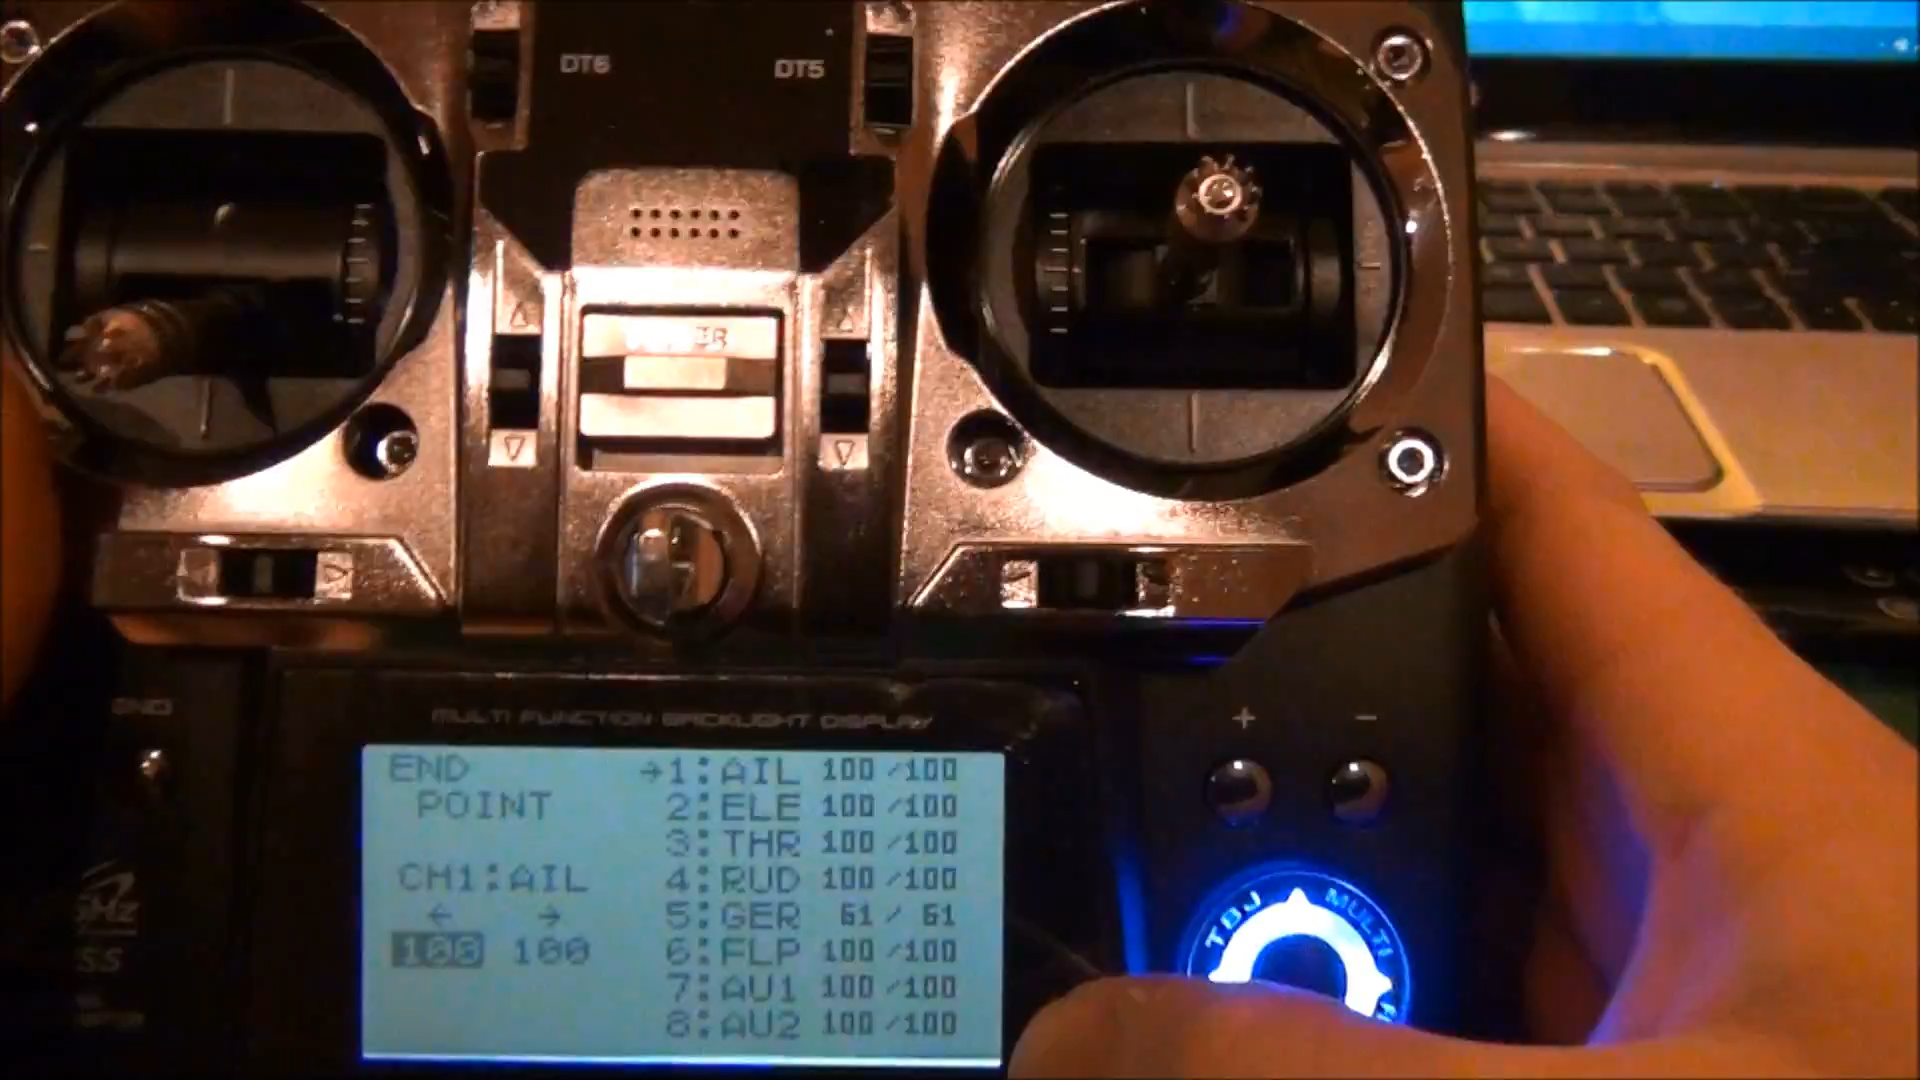 DT6
DT5
MULTI FUNCTION BACKLIGHT DISPLAY
+
-
END POINT
CH1:AIL
← →
100 100
→1:AIL 100/100
2:ELE 100/100
3:THR 100/100
4:RUD 100/100
5:GER 61/61
6:FLP 100/100
7:AU1 100/100
8:AU2 100/100
TBJ MULTI